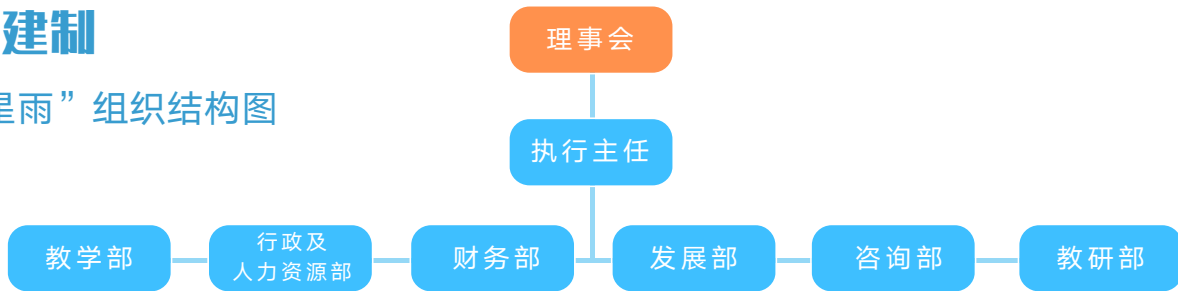 建制
星雨”组织结构图
理事会
执行主任
教学部
行政及
人力资源部
财务部
发展部
咨询部
教研部